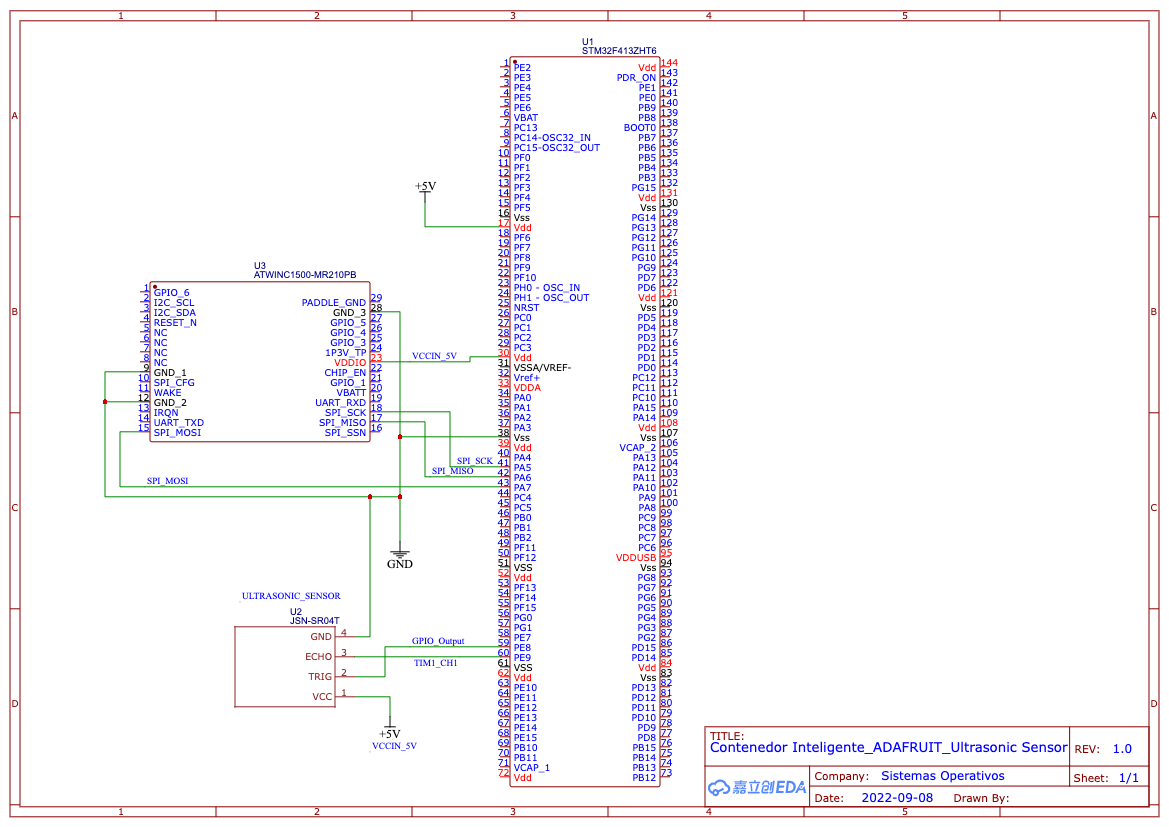 1 2 3 4 5
A
B
C
D
A
B
C
D
1 2 3 4 5
U1
STM32F413ZHT6
1 PE2
2 PE3
3 PE4
4 PE5
5 PE6
6 VBAT
7 PC13
8 PC14-OSC32_IN
9 PC15-OSC32_OUT
10 PF0
11 PF1
12 PF2
13 PF3
14 PF4
15 PF5
16 Vss
17 Vdd
18 PF6
19 PF7
20 PF8
21 PF9
22 PF10
23 PH0 - OSC_IN
24 PH1 - OSC_OUT
25 NRST
26 PC0
27 PC1
28 PC2
29 PC3
30 Vdd
31 VSSA/VREF-
32 Vref+
33 VDDA
34 PA0
35 PA1
36 PA2
37 PA3
38 Vss
39 Vdd
40 PA4
41 PA5
42 PA6
43 PA7
44 PC4
45 PC5
46 PB0
47 PB1
48 PB2
49 PF11
50 PF12
51 VSS
52 Vdd
53 PF13
54 PF14
55 PF15
56 PG0
57 PG1
58 PE7
59 PE8
60 PE9
61 VSS
62 Vdd
63 PE10
64 PE11
65 PE12
66 PE13
67 PE14
68 PE15
69 PB10
70 PB11
71 VCAP_1
72 Vdd
Vdd 144
PDR_ON 143
PE1 142
PE0 141
PB9 140
PB8 139
BOOT0 138
PB7 137
PB6 136
PB5 135
PB4 134
PB3 133
PG15 132
Vdd 131
Vss 130
PG14 129
PG13 128
PG12 127
PG11 126
PG10 125
PG9 124
PD7 123
PD6 122
Vdd 121
Vss 120
PD5 119
PD4 118
PD3 117
PD2 116
PD1 115
PD0 114
PC12 113
PC11 112
PC10 111
PA15 110
PA14 109
Vdd 108
Vss 107
VCAP_2 106
PA13 105
PA12 104
PA11 103
PA10 102
PA9 101
PA8 100
PC9 99
PC8 98
PC7 97
PC6 96
VDDUSB 95
Vss 94
PG8 93
PG7 92
PG6 91
PG5 90
PG4 89
PG3 88
PG2 87
PD15 86
PD14 85
Vdd 84
Vss 83
PD13 82
PD12 81
PD11 80
PD10 79
PD9 78
PD8 77
PB15 76
PB14 75
PB13 74
PB12 73
+5V
U3
ATWINC1500-MR210PB
1 GPIO_6
2 I2C_SCL
3 I2C_SDA
4 RESET_N
5 NC
6 NC
7 NC
8 NC
9 GND_1
10 SPI_CFG
11 WAKE
12 GND_2
13 IRQN
14 UART_TXD
15 SPI_MOSI
PADDLE_GND 29
GND_3 28
GPIO_5 27
GPIO_4 26
GPIO_3 25
1P3V_TP 24
VDDIO 23
CHIP_EN 22
GPIO_1 21
VBATT 20
UART_RXD 19
SPI_SCK 18
SPI_MISO 17
SPI_SSN 16
VCCIN_5V
SPI_SCK
SPI_MISO
SPI_MOSI
GND
ULTRASONIC_SENSOR
U2
JSN-SR04T
GND 4
ECHO 3
TRIG 2
VCC 1
GPIO_Output
TIM1_CH1
+5V
VCCIN_5V
TITLE:
Contenedor Inteligente_ADAFRUIT_Ultrasonic Sensor
REV: 1.0
嘉立创EDA
Company: Sistemas Operativos
Sheet: 1/1
Date: 2022-09-08 Drawn By: